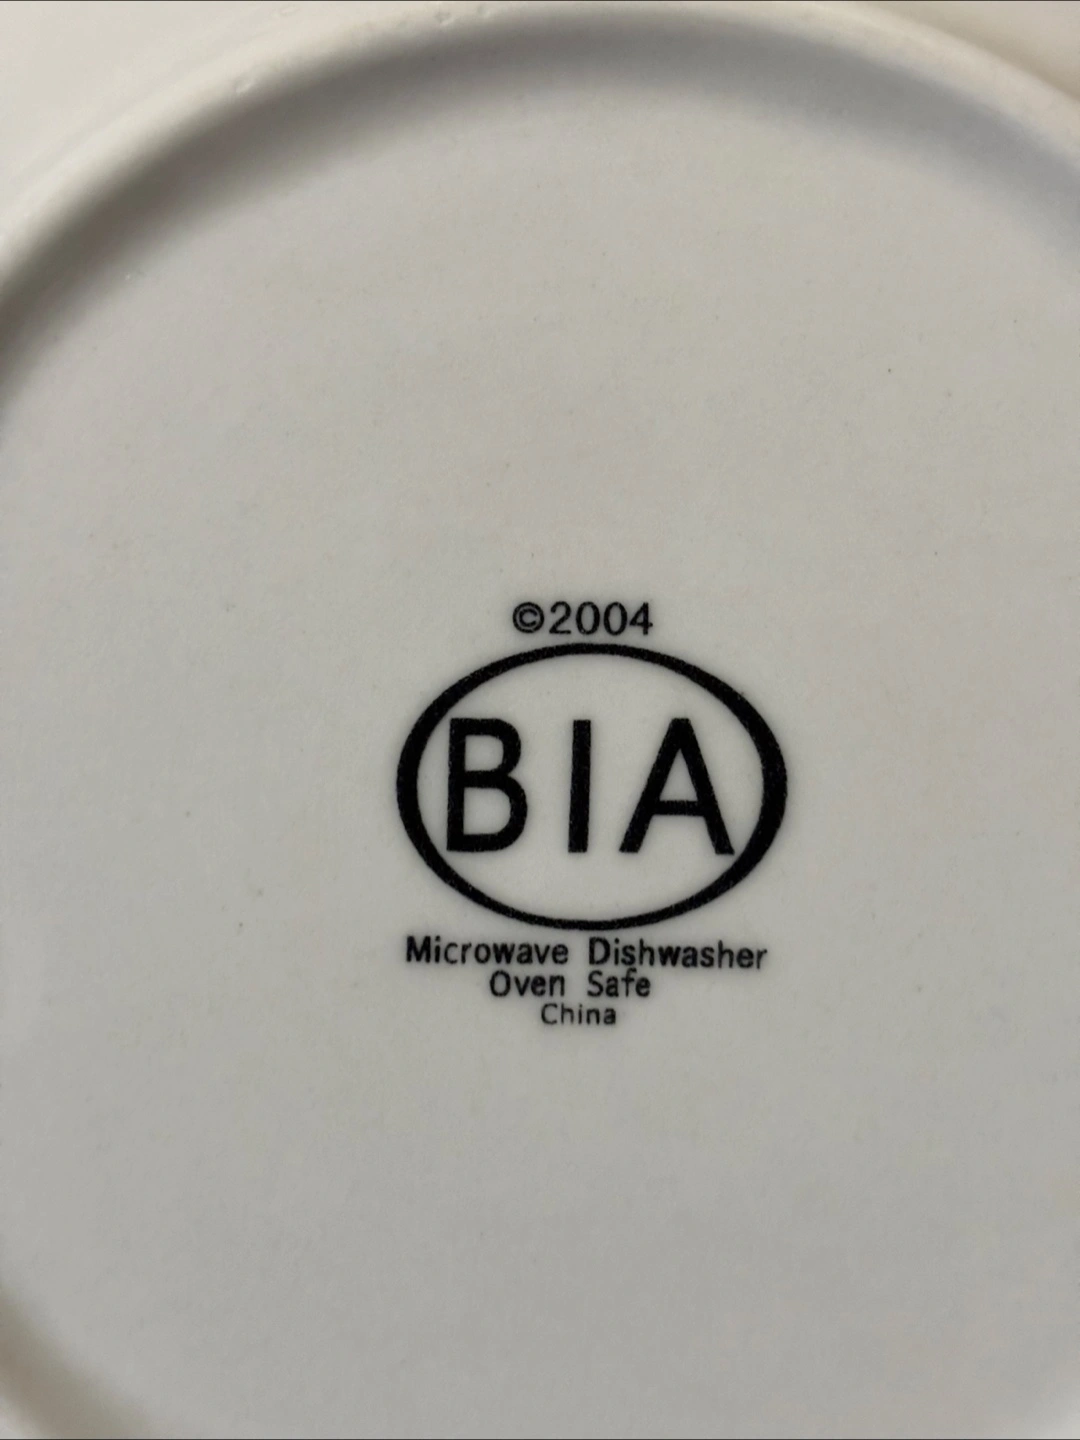 ©2004
BIA
Microwave Dishwasher
Oven Safe
China